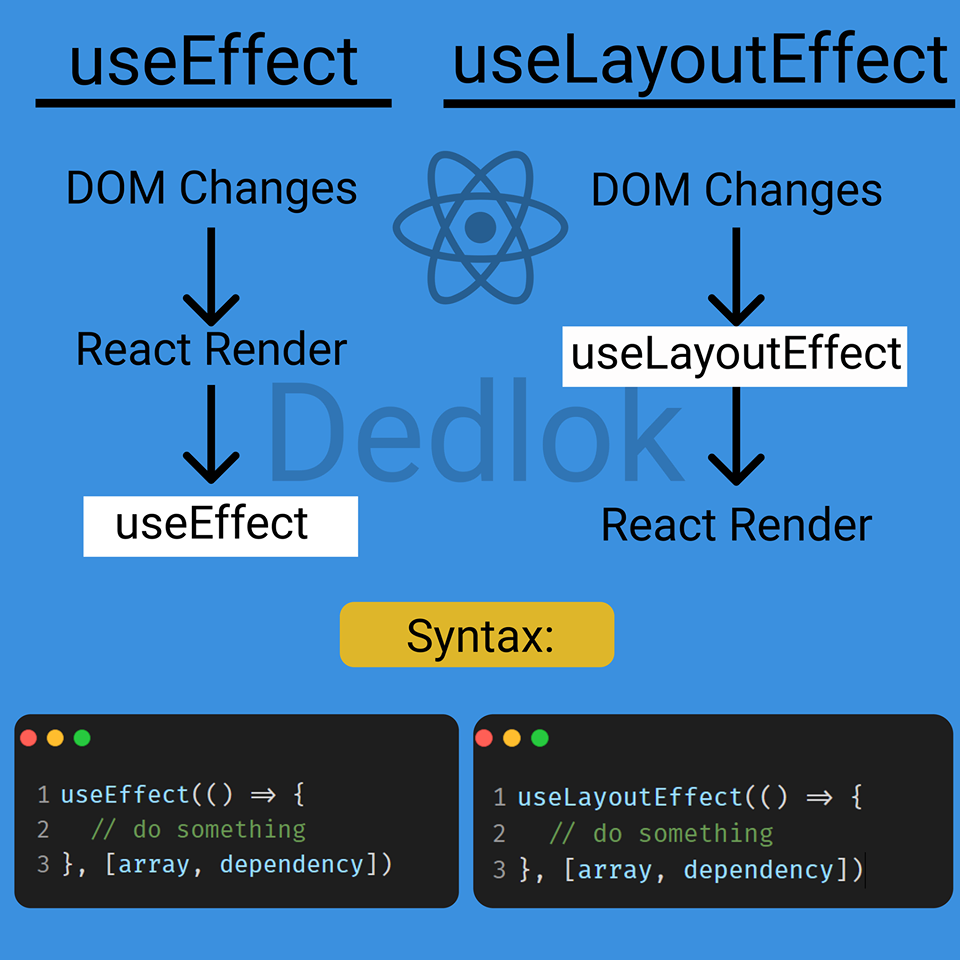 useEffect
DOM Changes
React Render
useEffect
useLayoutEffect
DOM Changes
useLayoutEffect
React Render
Dedlok
Syntax:
1 useEffect(() => {
2 // do something
3 }, [array, dependency])
1 useLayoutEffect(() => {
2 // do something
3 }, [array, dependency])